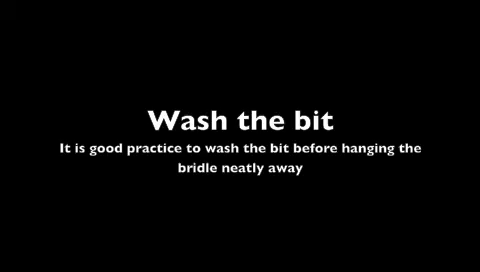 Wash the bit
It is good practice to wash the bit before hanging the
bridle neatly away